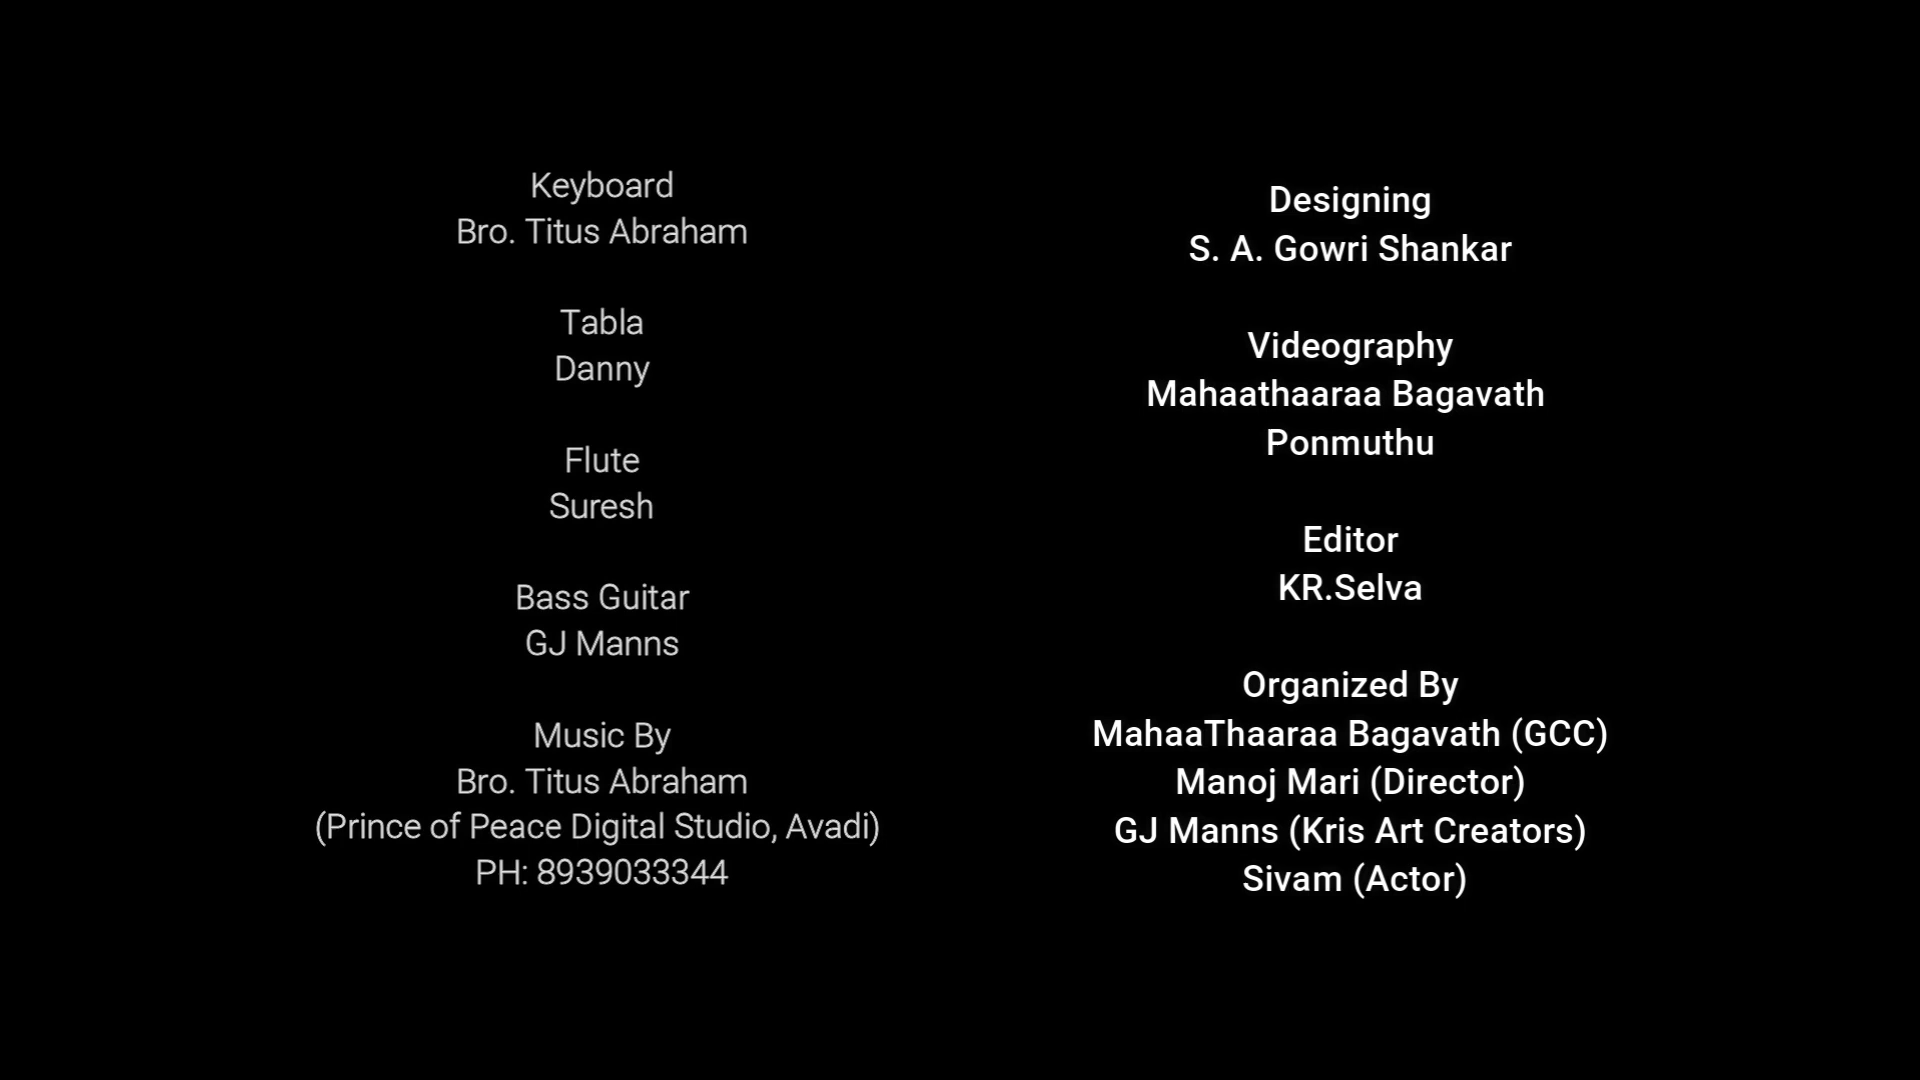 Keyboard
Bro. Titus Abraham
Tabla
Danny
Flute
Suresh
Bass Guitar
GJ Manns
Music By
Bro. Titus Abraham
(Prince of Peace Digital Studio, Avadi)
PH: 8939033344
Designing
S. A. Gowri Shankar
Videography
Mahaathaaraa Bagavath
Ponmuthu
Editor
KR.Selva
Organized By
MahaaThaaraa Bagavath (GCC)
Manoj Mari (Director)
GJ Manns (Kris Art Creators)
Sivam (Actor)